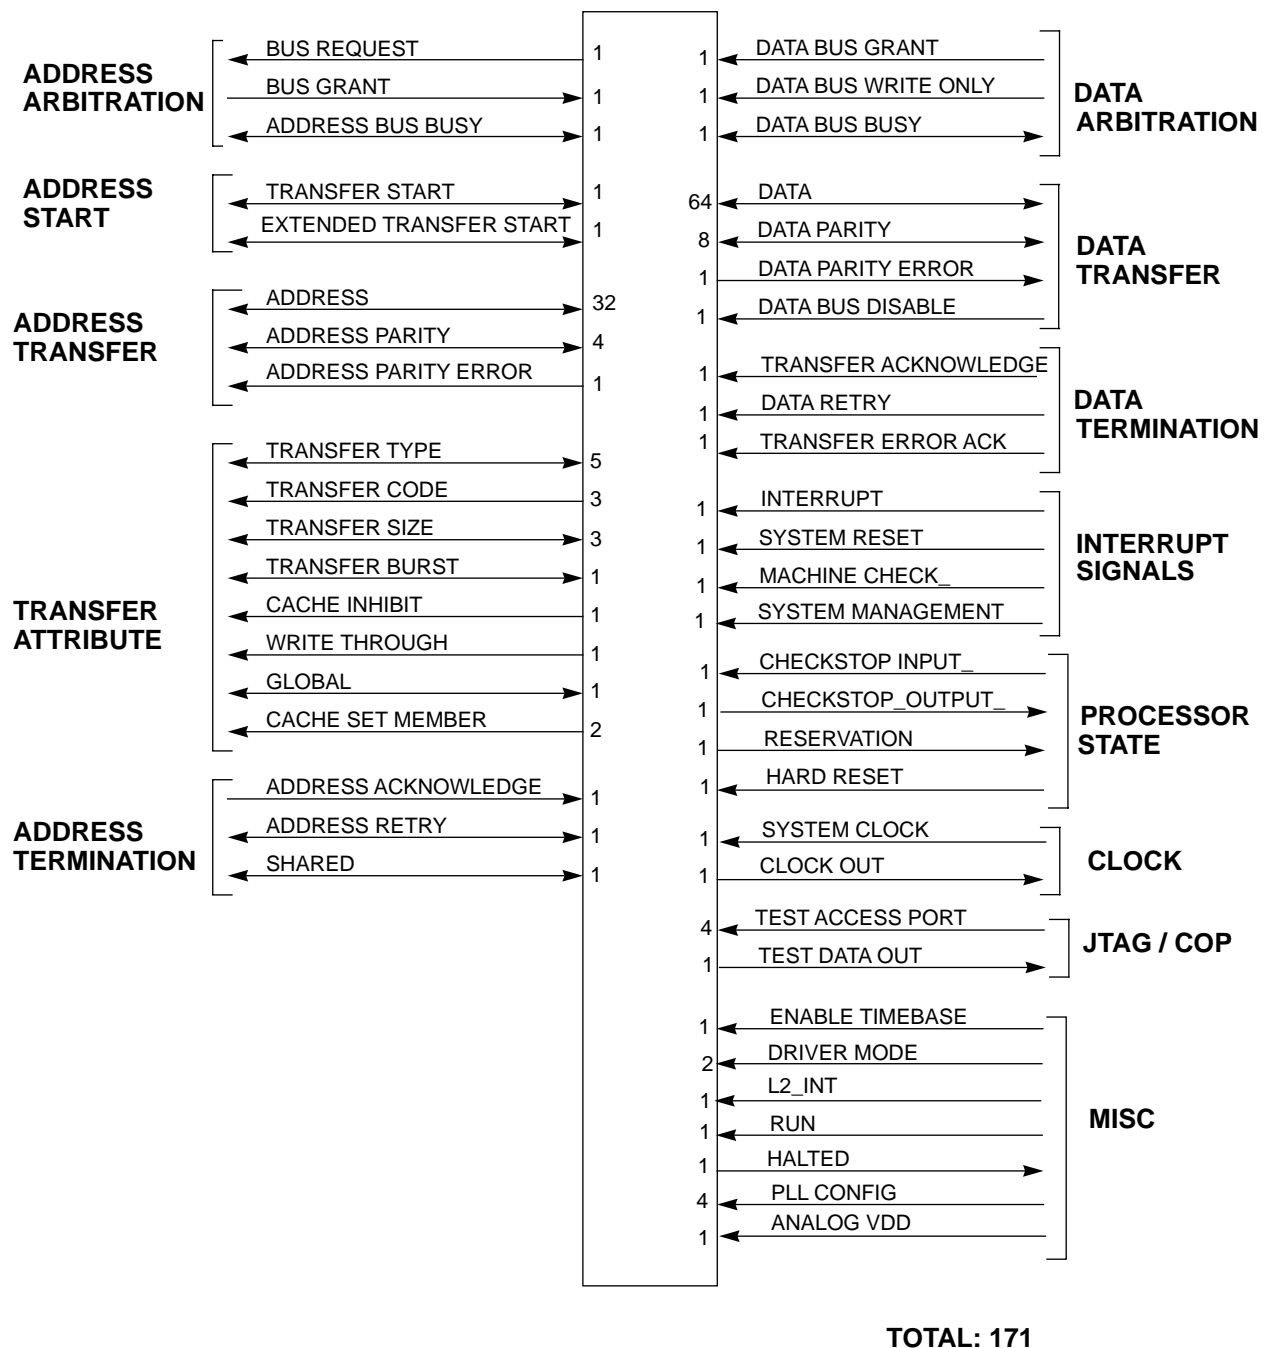 ADDRESS
ARBITRATION
BUS REQUEST 1
BUS GRANT 1
ADDRESS BUS BUSY 1
ADDRESS
START
TRANSFER START 1
EXTENDED TRANSFER START 1
ADDRESS
TRANSFER
ADDRESS 32
ADDRESS PARITY 4
ADDRESS PARITY ERROR 1
TRANSFER
ATTRIBUTE
TRANSFER TYPE 5
TRANSFER CODE 3
TRANSFER SIZE 3
TRANSFER BURST 1
CACHE INHIBIT 1
WRITE THROUGH 1
GLOBAL 1
CACHE SET MEMBER 2
ADDRESS
TERMINATION
ADDRESS ACKNOWLEDGE 1
ADDRESS RETRY 1
SHARED 1
1 DATA BUS GRANT
1 DATA BUS WRITE ONLY
1 DATA BUS BUSY
DATA
ARBITRATION
64 DATA
8 DATA PARITY
1 DATA PARITY ERROR
1 DATA BUS DISABLE
DATA
TRANSFER
1 TRANSFER ACKNOWLEDGE
1 DATA RETRY
1 TRANSFER ERROR ACK
DATA
TERMINATION
1 INTERRUPT
1 SYSTEM RESET
1 MACHINE CHECK_
1 SYSTEM MANAGEMENT
INTERRUPT
SIGNALS
1 CHECKSTOP INPUT_
1 CHECKSTOP_OUTPUT_
1 RESERVATION
1 HARD RESET
PROCESSOR
STATE
1 SYSTEM CLOCK
1 CLOCK OUT
CLOCK
4 TEST ACCESS PORT
1 TEST DATA OUT
JTAG / COP
1 ENABLE TIMEBASE
2 DRIVER MODE
1 L2_INT
1 RUN
1 HALTED
4 PLL CONFIG
1 ANALOG VDD
MISC
TOTAL: 171